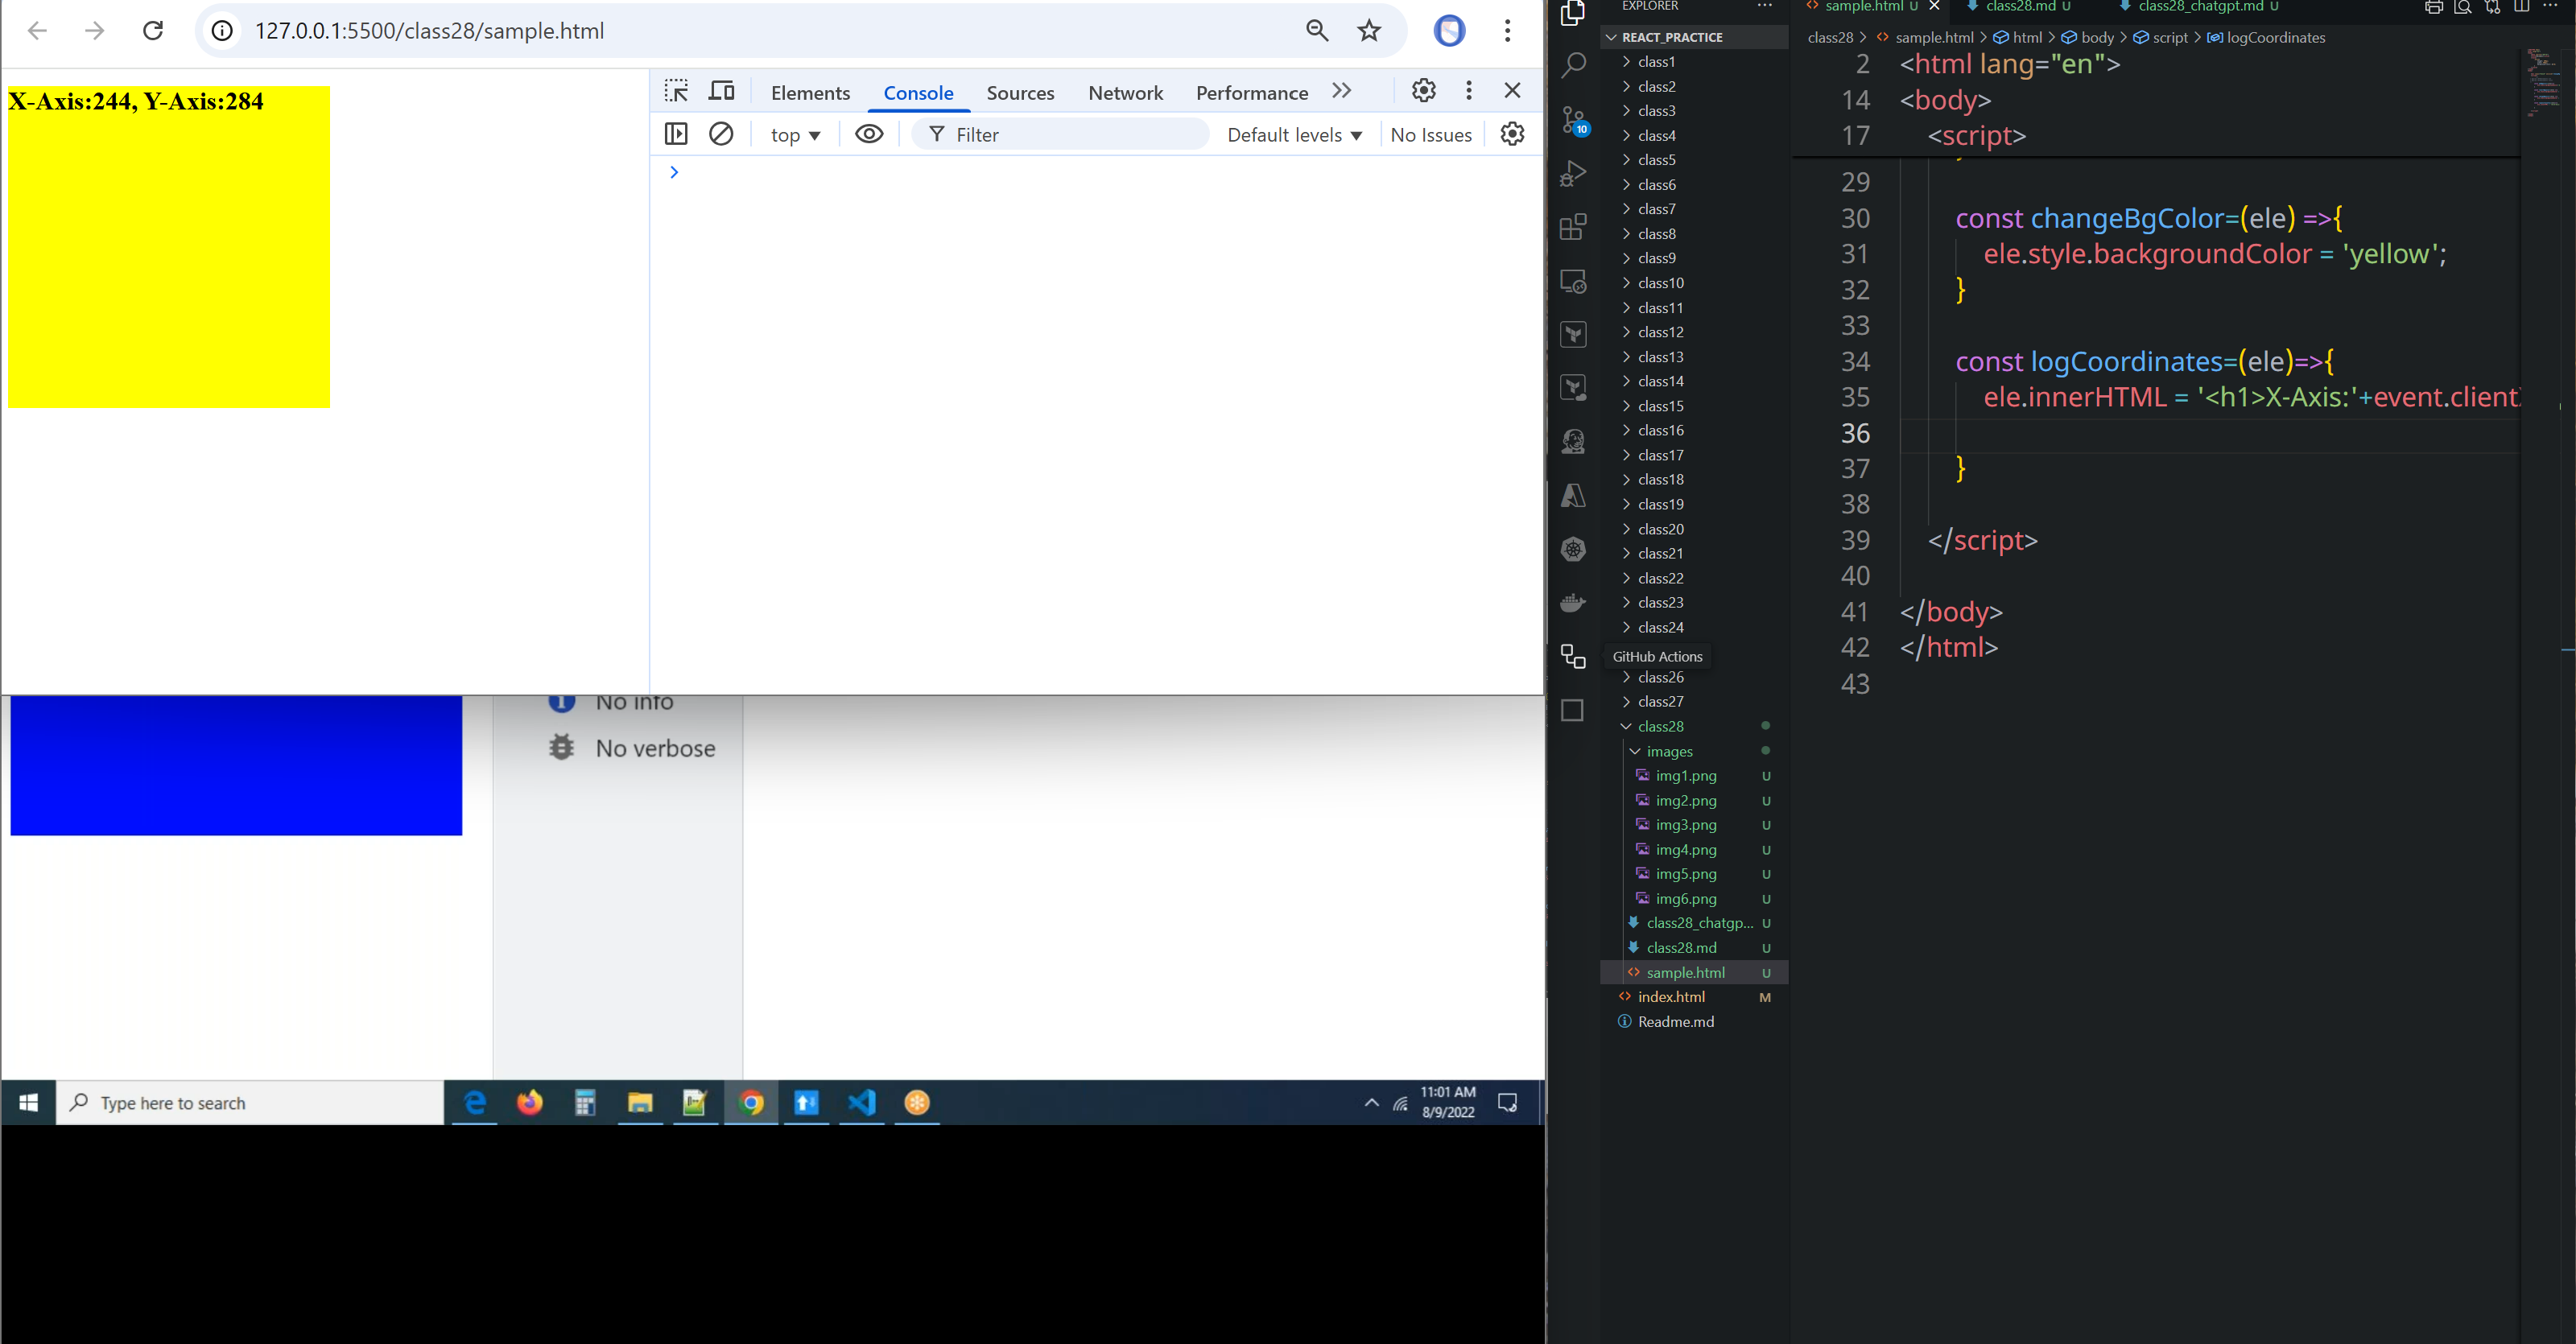 127.0.0.1:5500/class28/sample.html
X-Axis:244, Y-Axis:284
Elements Console Sources Network Performance
top Filter Default levels No Issues
No info
No verbose
Type here to search
11:01 AM
8/9/2022
EXPLORER
REACT_PRACTICE
class1
class2
class3
class4
class5
class6
class7
class8
class9
class10
class11
class12
class13
class14
class15
class16
class17
class18
class19
class20
class21
class22
class23
class24
GitHub Actions
class26
class27
class28
images
img1.png U
img2.png U
img3.png U
img4.png U
img5.png U
img6.png U
class28_chatgp... U
class28.md U
sample.html U
index.html M
Readme.md
10
sample.html U class28.md U class28_chatgpt.md U
class28 > sample.html > html > body > script > logCoordinates
2 <html lang="en">
14 <body>
17 <script>
29
30 const changeBgColor=(ele) =>{
31 ele.style.backgroundColor = 'yellow';
32 }
33
34 const logCoordinates=(ele)=>{
35 ele.innerHTML = '<h1>X-Axis:'+event.client
36
37 }
38
39 </script>
40
41 </body>
42 </html>
43